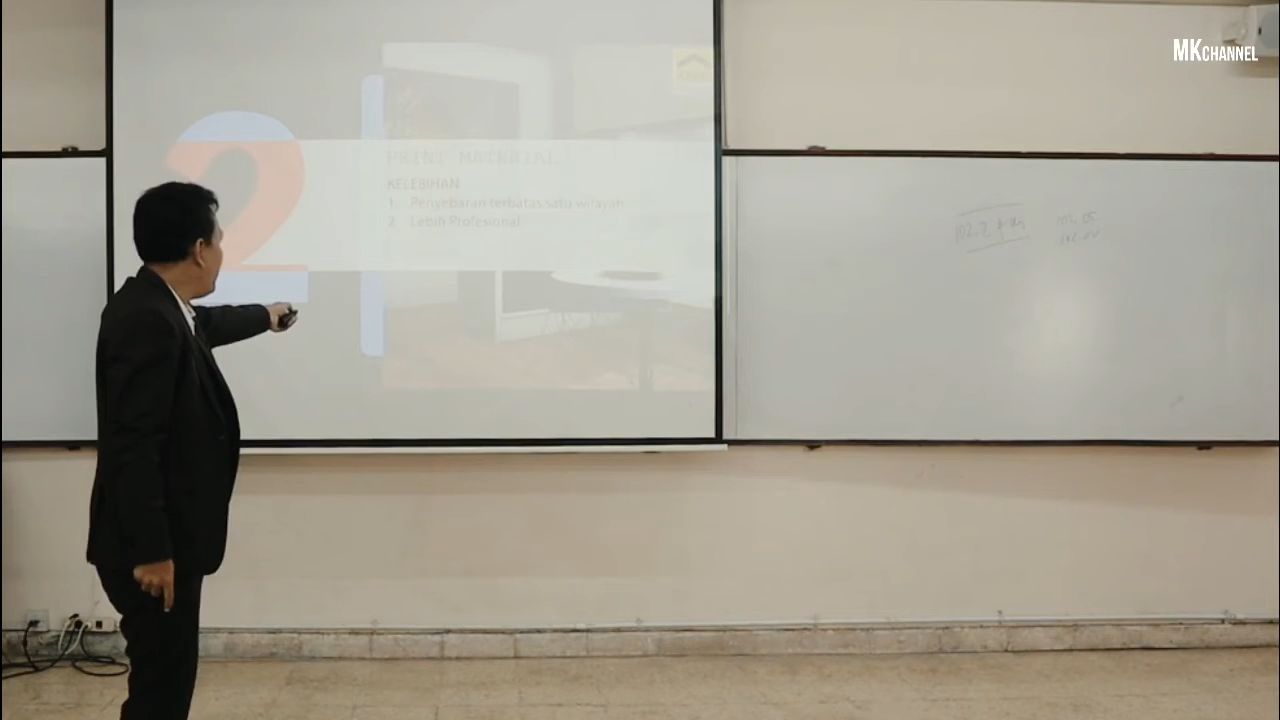 MKCHANNEL
2
PRINT MATERIAL
KELEBIHAN
1. Penyebaran terbatas satu wilayah
2. Lebih Profesional